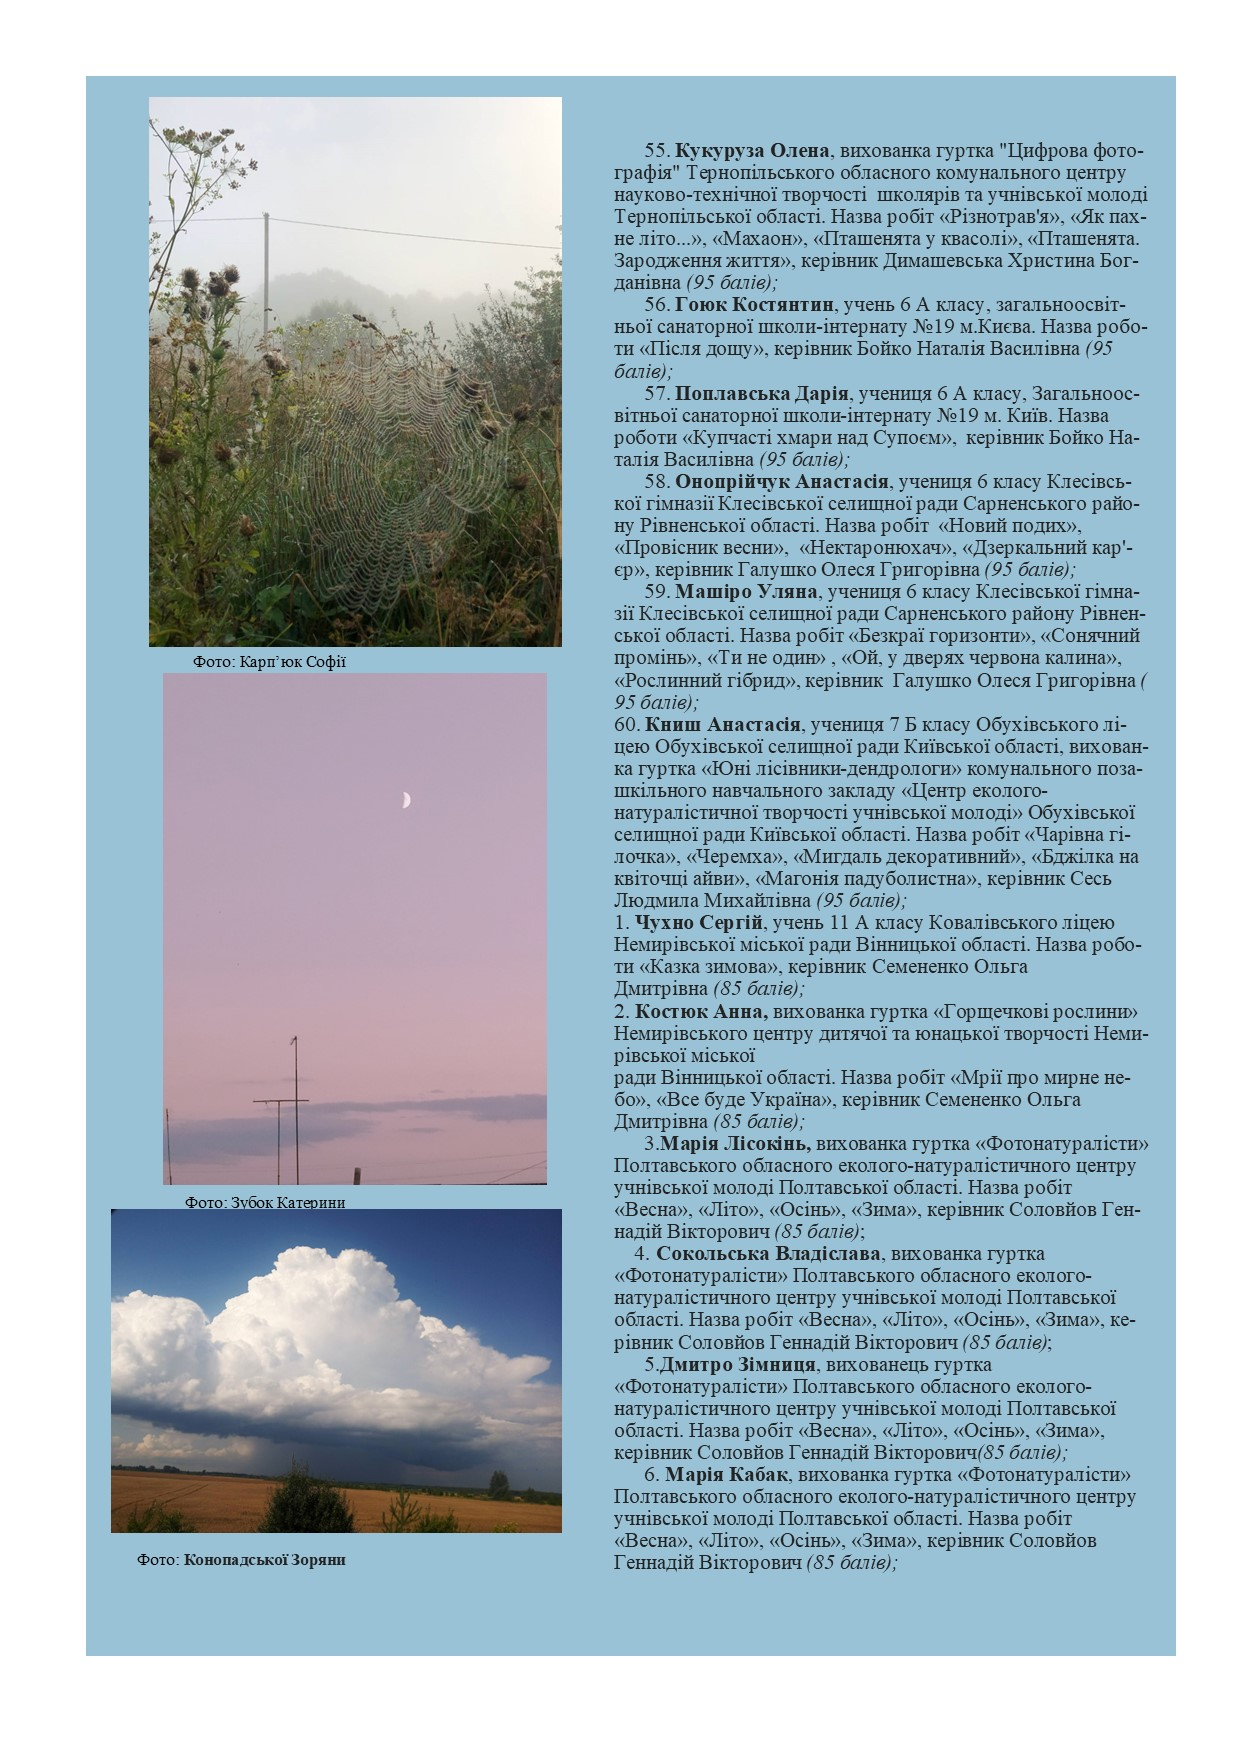 Фото: Карп’юк Софії
Фото: Зубок Катерини
Фото: Конопадської Зоряни
55. Кукуруза Олена, вихованка гуртка "Цифрова фото-
графія" Тернопільського обласного комунального центру
науково-технічної творчості  школярів та учнівської молоді
Тернопільської області. Назва робіт «Різнотрав'я», «Як пах-
не літо...», «Махаон», «Пташенята у квасолі», «Пташенята.
Зародження життя», керівник Димашевська Христина Бог-
данівна (95 балів);
56. Гоюк Костянтин, учень 6 А класу, загальноосвіт-
ньої санаторної школи-інтернату №19 м.Києва. Назва робо-
ти «Після дощу», керівник Бойко Наталія Василівна (95
балів);
57. Поплавська Дарія, учениця 6 А класу, Загальноос-
вітньої санаторної школи-інтернату №19 м. Київ. Назва
роботи «Купчасті хмари над Супоєм»,  керівник Бойко На-
талія Василівна (95 балів);
58. Онопрійчук Анастасія, учениця 6 класу Клесівсь-
кої гімназії Клесівської селищної ради Сарненського райо-
ну Рівненської області. Назва робіт  «Новий подих»,
«Провісник весни»,  «Нектаронюхач», «Дзеркальний кар'-
єр», керівник Галушко Олеся Григорівна (95 балів);
59. Машіро Уляна, учениця 6 класу Клесівської гімна-
зії Клесівської селищної ради Сарненського району Рівнен-
ської області. Назва робіт «Безкраї горизонти», «Сонячний
промінь», «Ти не один» , «Ой, у дверях червона калина»,
«Рослинний гібрид», керівник  Галушко Олеся Григорівна (
95 балів);
60. Книш Анастасія, учениця 7 Б класу Обухівського лі-
цею Обухівської селищної ради Київської області, вихован-
ка гуртка «Юні лісівники-дендрологи» комунального поза-
шкільного навчального закладу «Центр еколого-
натуралістичної творчості учнівської молоді» Обухівської
селищної ради Київської області. Назва робіт «Чарівна гі-
лочка», «Черемха», «Мигдаль декоративний», «Бджілка на
квіточці айви», «Магонія падуболистна», керівник Сесь
Людмила Михайлівна (95 балів);
1. Чухно Сергій, учень 11 А класу Ковалівського ліцею
Немирівської міської ради Вінницької області. Назва робо-
ти «Казка зимова», керівник Семененко Ольга
Дмитрівна (85 балів);
2. Костюк Анна, вихованка гуртка «Горщечкові рослини»
Немирівського центру дитячої та юнацької творчості Неми-
рівської міської
ради Вінницької області. Назва робіт «Мрії про мирне не-
бо», «Все буде Україна», керівник Семененко Ольга
Дмитрівна (85 балів);
3.Марія Лісокінь, вихованка гуртка «Фотонатуралісти»
Полтавського обласного еколого-натуралістичного центру
учнівської молоді Полтавської області. Назва робіт
«Весна», «Літо», «Осінь», «Зима», керівник Соловйов Ген-
надій Вікторович (85 балів);
4. Сокольська Владіслава, вихованка гуртка
«Фотонатуралісти» Полтавського обласного еколого-
натуралістичного центру учнівської молоді Полтавської
області. Назва робіт «Весна», «Літо», «Осінь», «Зима», ке-
рівник Соловйов Геннадій Вікторович (85 балів);
5.Дмитро Зімниця, вихованець гуртка
«Фотонатуралісти» Полтавського обласного еколого-
натуралістичного центру учнівської молоді Полтавської
області. Назва робіт «Весна», «Літо», «Осінь», «Зима»,
керівник Соловйов Геннадій Вікторович(85 балів);
6. Марія Кабак, вихованка гуртка «Фотонатуралісти»
Полтавського обласного еколого-натуралістичного центру
учнівської молоді Полтавської області. Назва робіт
«Весна», «Літо», «Осінь», «Зима», керівник Соловйов
Геннадій Вікторович (85 балів);